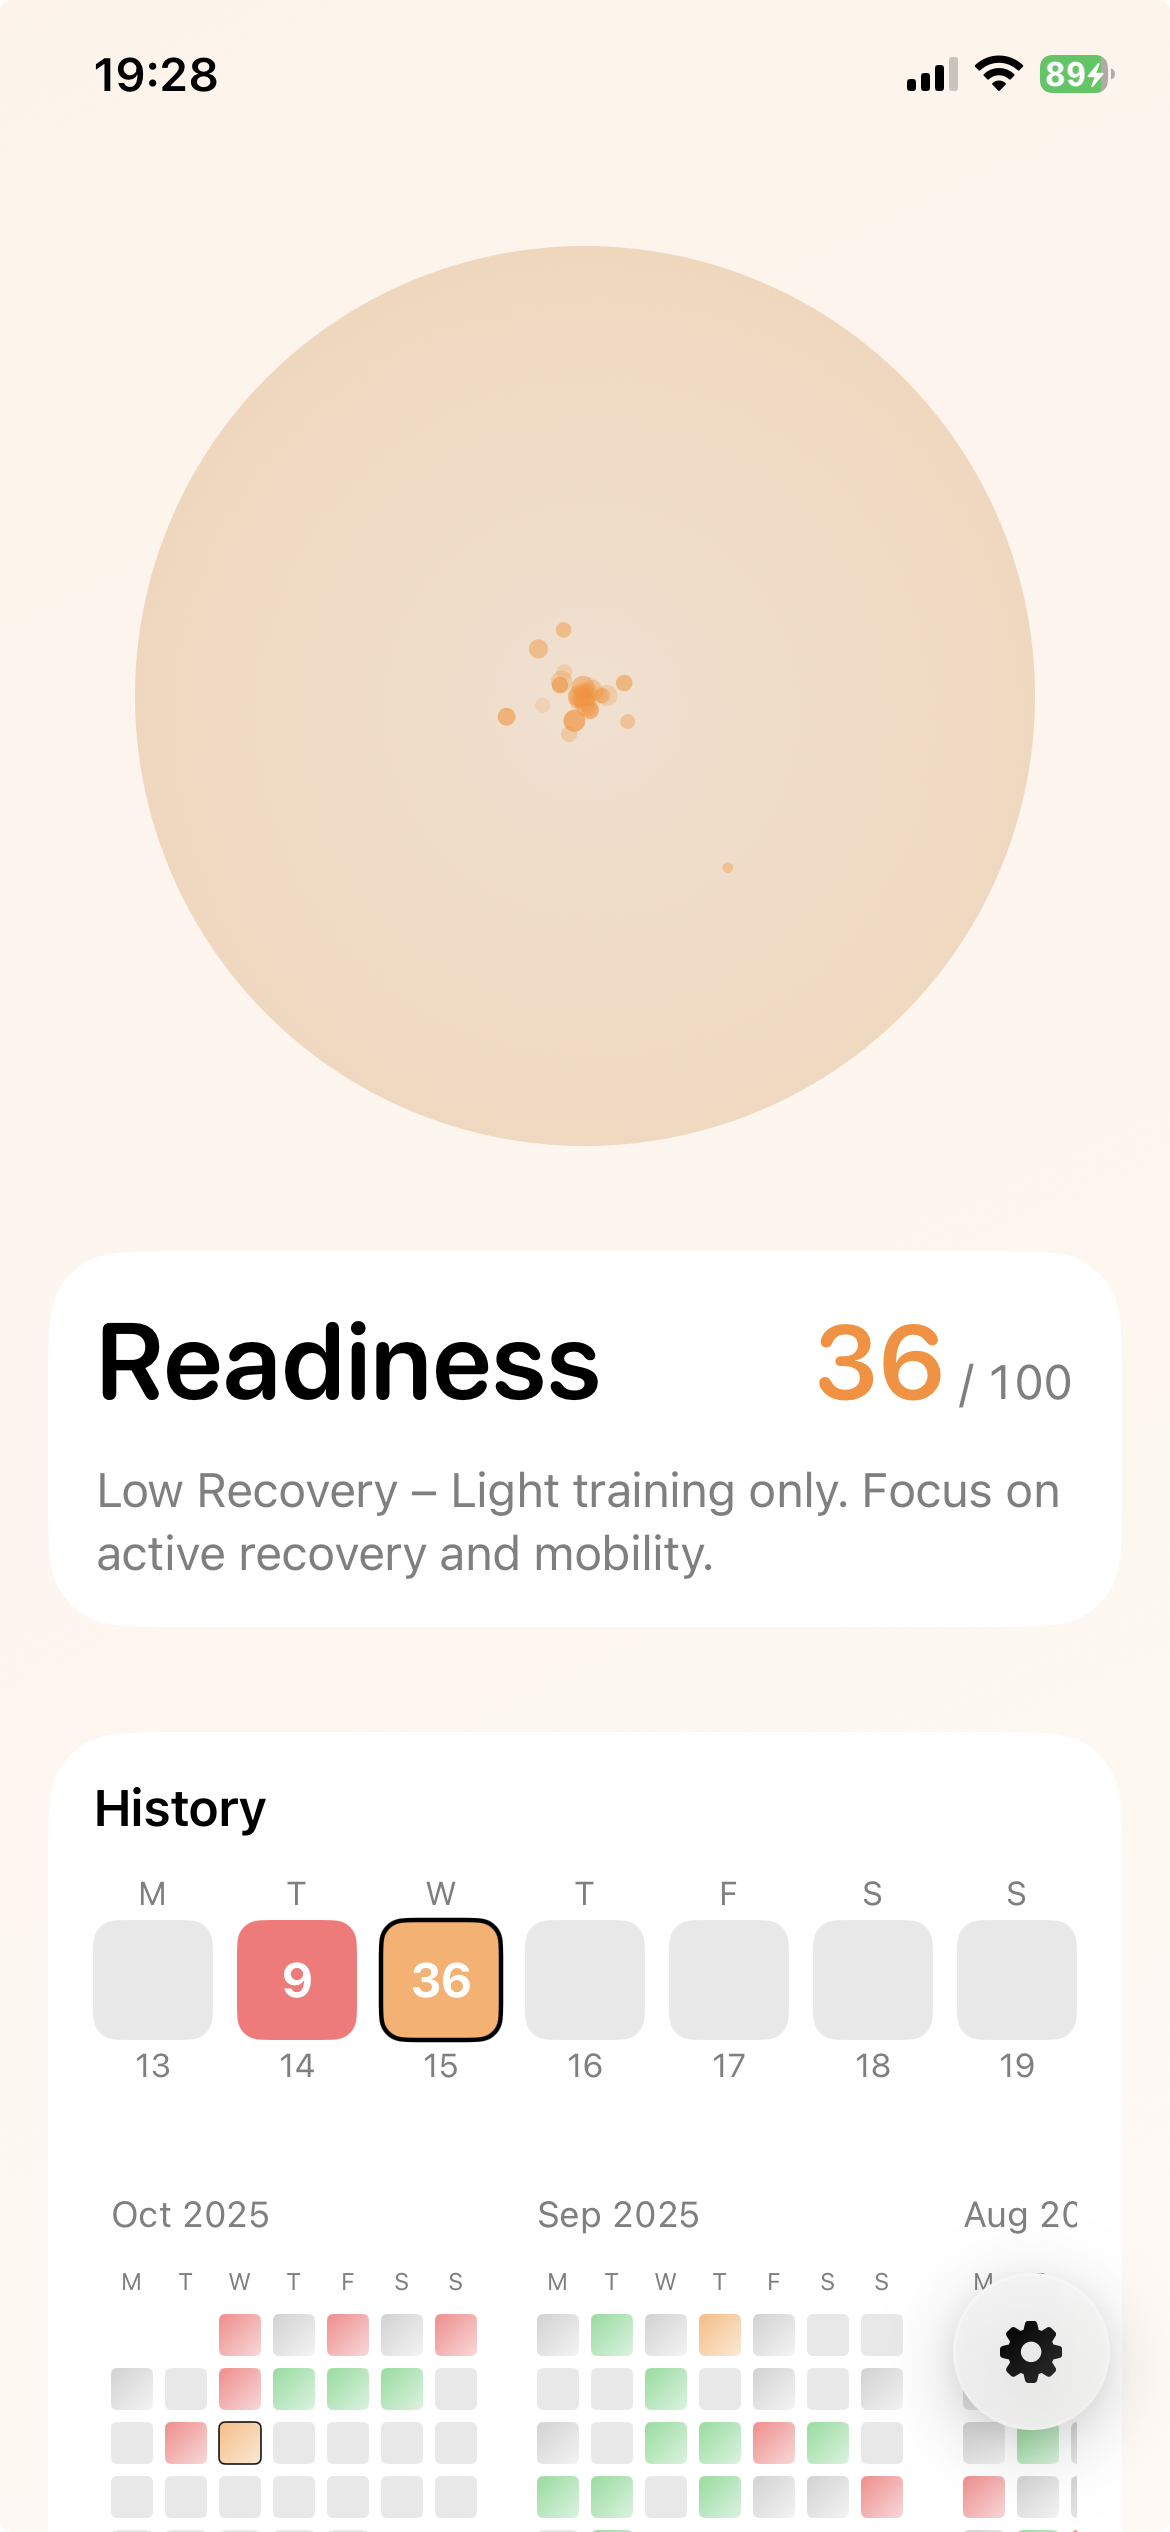 19:28
89
Readiness 36 / 100
Low Recovery – Light training only. Focus on
active recovery and mobility.
History
M T W T F S S
9 36
13 14 15 16 17 18 19
Oct 2025 Sep 2025 Aug 20
M T W T F S S M T W T F S S M